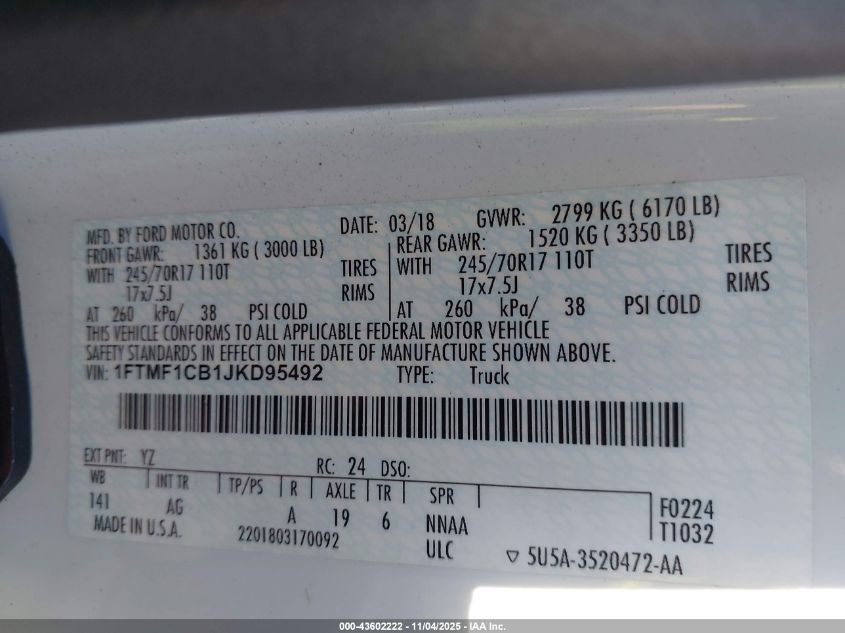 MFD. BY FORD MOTOR CO. DATE: 03/18 GVWR: 2799 KG ( 6170 LB)
FRONT GAWR: 1361 KG ( 3000 LB) REAR GAWR: 1520 KG ( 3350 LB)
WITH 245/70R17 110T TIRES WITH 245/70R17 110T TIRES
17x7.5J RIMS 17x7.5J RIMS
AT 260 kPa/ 38 PSI COLD AT 260 kPa/ 38 PSI COLD
THIS VEHICLE CONFORMS TO ALL APPLICABLE FEDERAL MOTOR VEHICLE
SAFETY STANDARDS IN EFFECT ON THE DATE OF MANUFACTURE SHOWN ABOVE.
VIN: 1FTMF1CB1JKD95492 TYPE: Truck
EXT PNT: YZ RC: 24 DSO:
WB INT TR TP/PS R AXLE TR SPR
141 AG A 19 6 NNAA F0224
MADE IN U.S.A. 2201803170092 ULC T1032
5U5A-3520472-AA
000-43602222 - 11/04/2025 - IAA Inc.